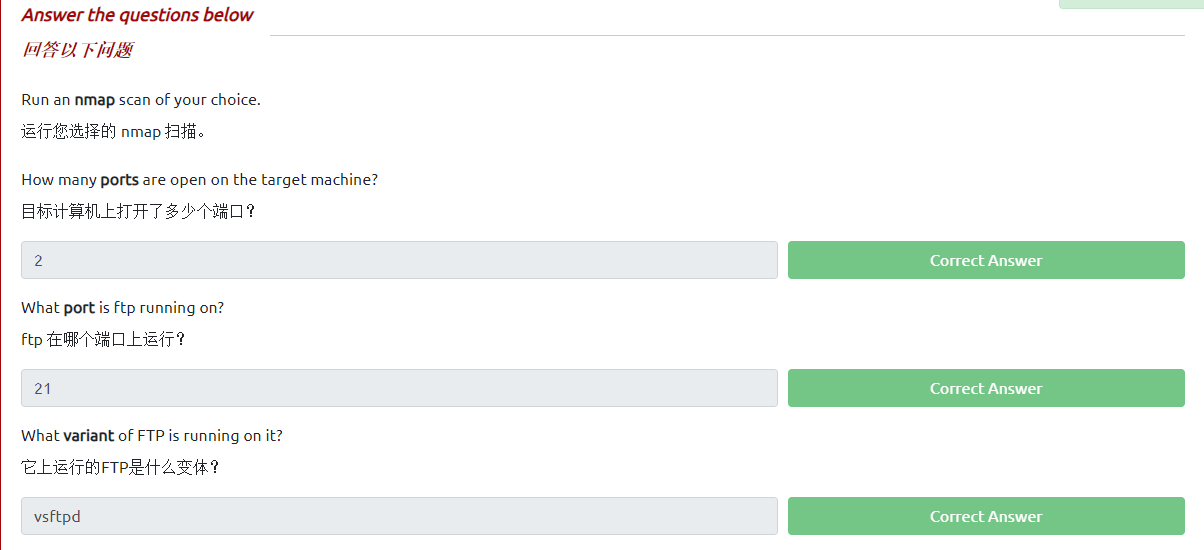 Answer the questions below
回答以下问题
Run an nmap scan of your choice.
运行您选择的 nmap 扫描。
How many ports are open on the target machine?
目标计算机上打开了多少个端口？
2
Correct Answer
What port is ftp running on?
ftp 在哪个端口上运行？
21
Correct Answer
What variant of FTP is running on it?
它上运行的FTP是什么变体？
vsftpd
Correct Answer